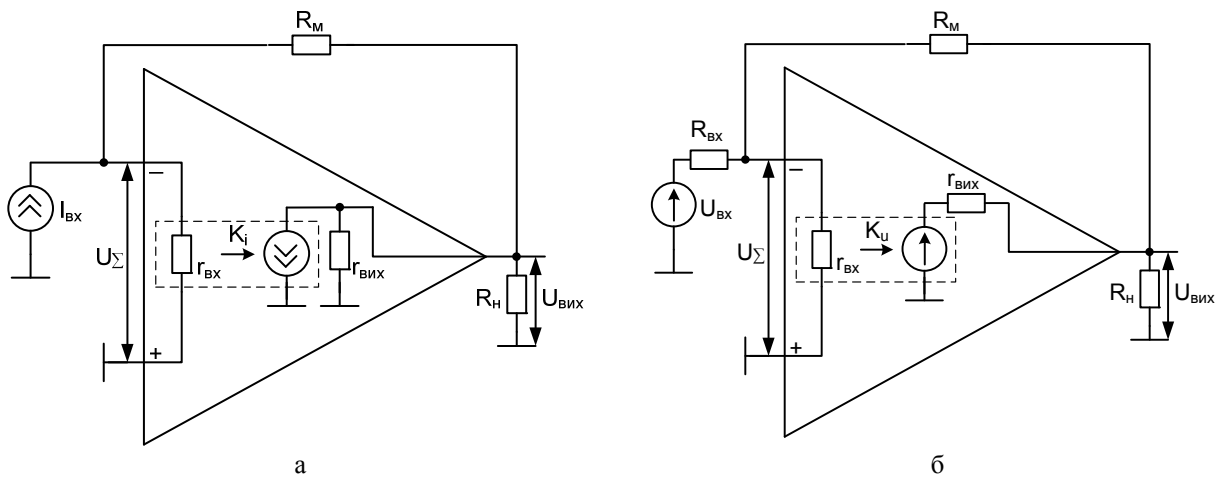 Rм
Iвх
–
UΣ
rвх
Ki
rвих
+
Rн
Uвих
а
Rм
Rвх
Uвх
–
rвих
UΣ
rвх
Ku
+
Rн
Uвих
б